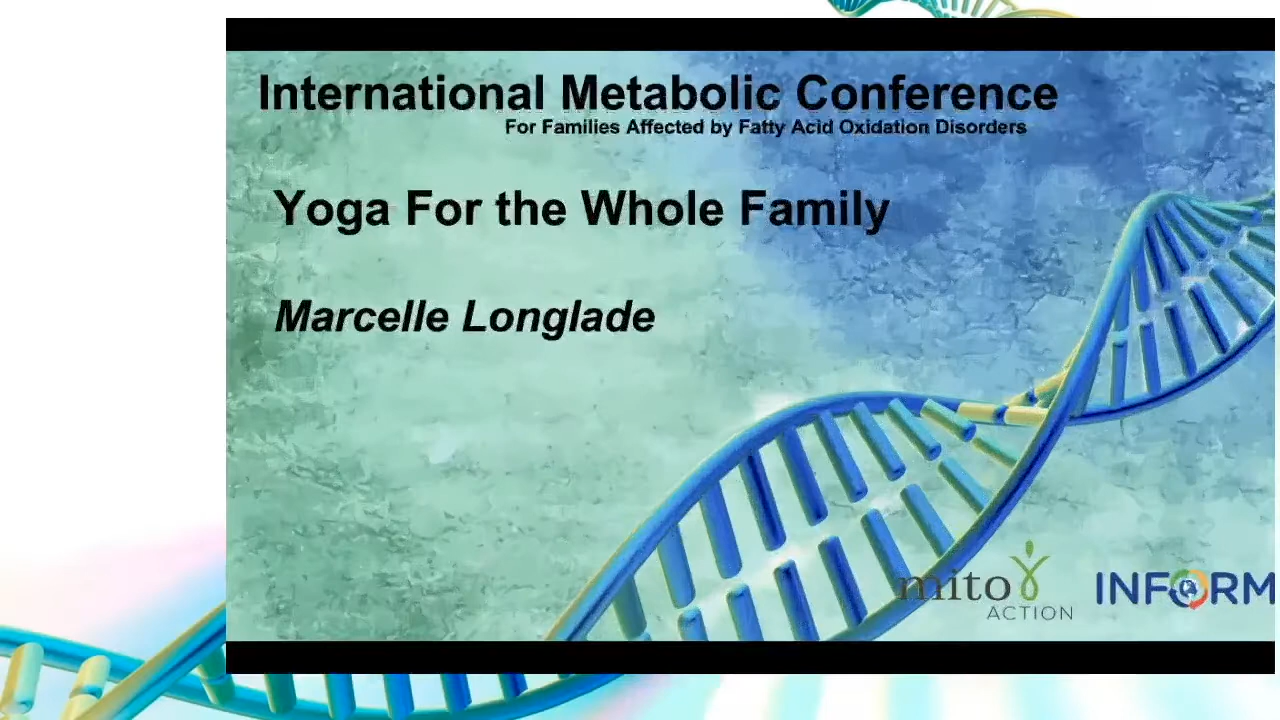 International Metabolic Conference
For Families Affected by Fatty Acid Oxidation Disorders
Yoga For the Whole Family
Marcelle Longlade
mito
ACTION
INFORM